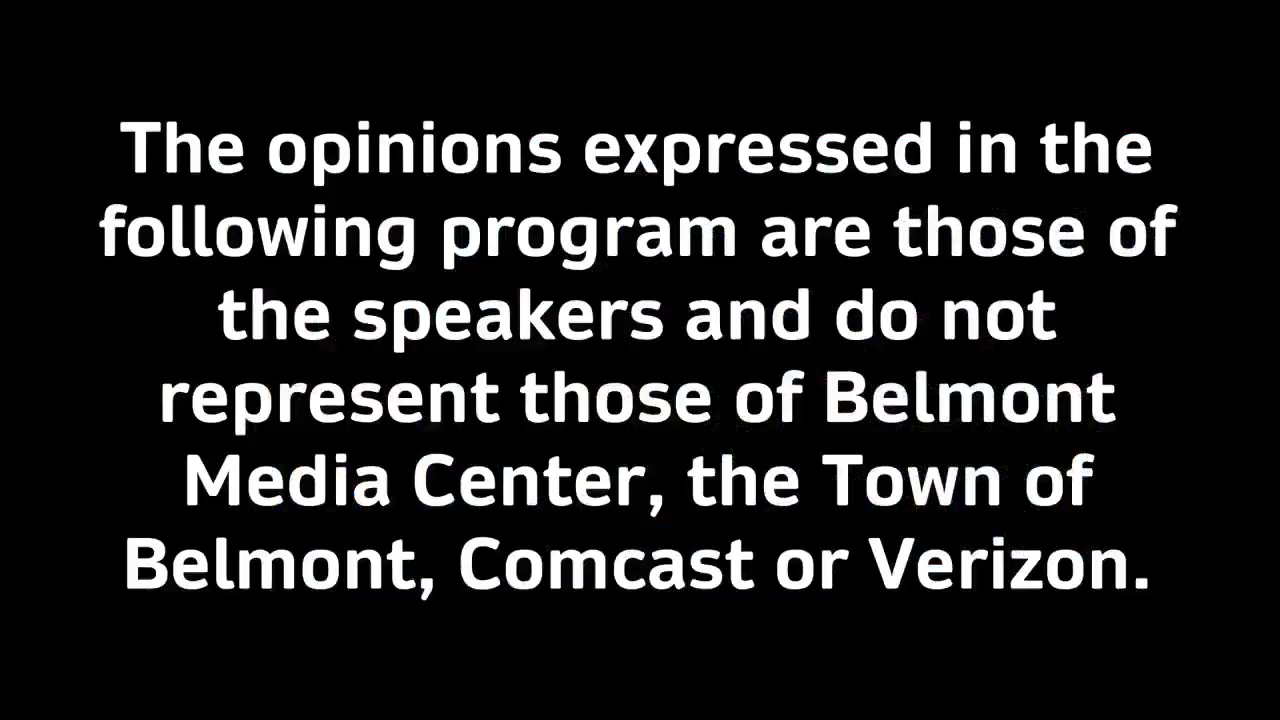 The opinions expressed in the
following program are those of
the speakers and do not
represent those of Belmont
Media Center, the Town of
Belmont, Comcast or Verizon.